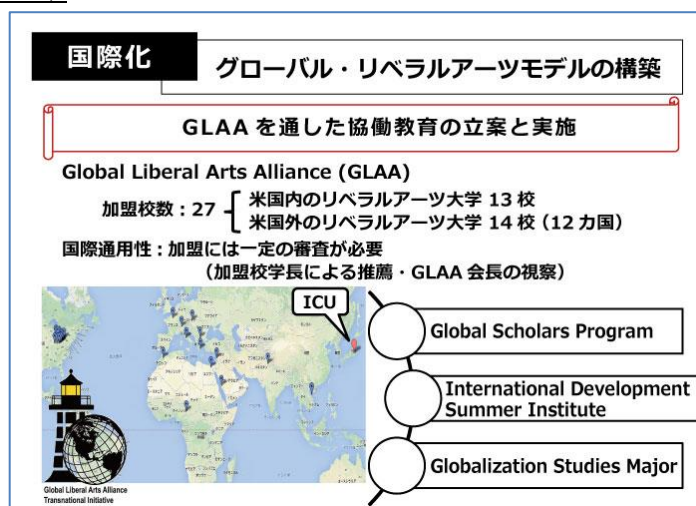 国際化
グローバル・リベラルアーツモデルの構築
GLAA を通した協働教育の立案と実施
Global Liberal Arts Alliance (GLAA)
加盟校数：27
米国内のリベラルアーツ大学 13 校
米国外のリベラルアーツ大学 14 校（12 カ国）
国際通用性：加盟には一定の審査が必要
（加盟校学長による推薦・GLAA 会長の視察）
ICU
Global Scholars Program
International Development
Summer Institute
Globalization Studies Major
Global Liberal Arts Alliance
Transnational Initiative